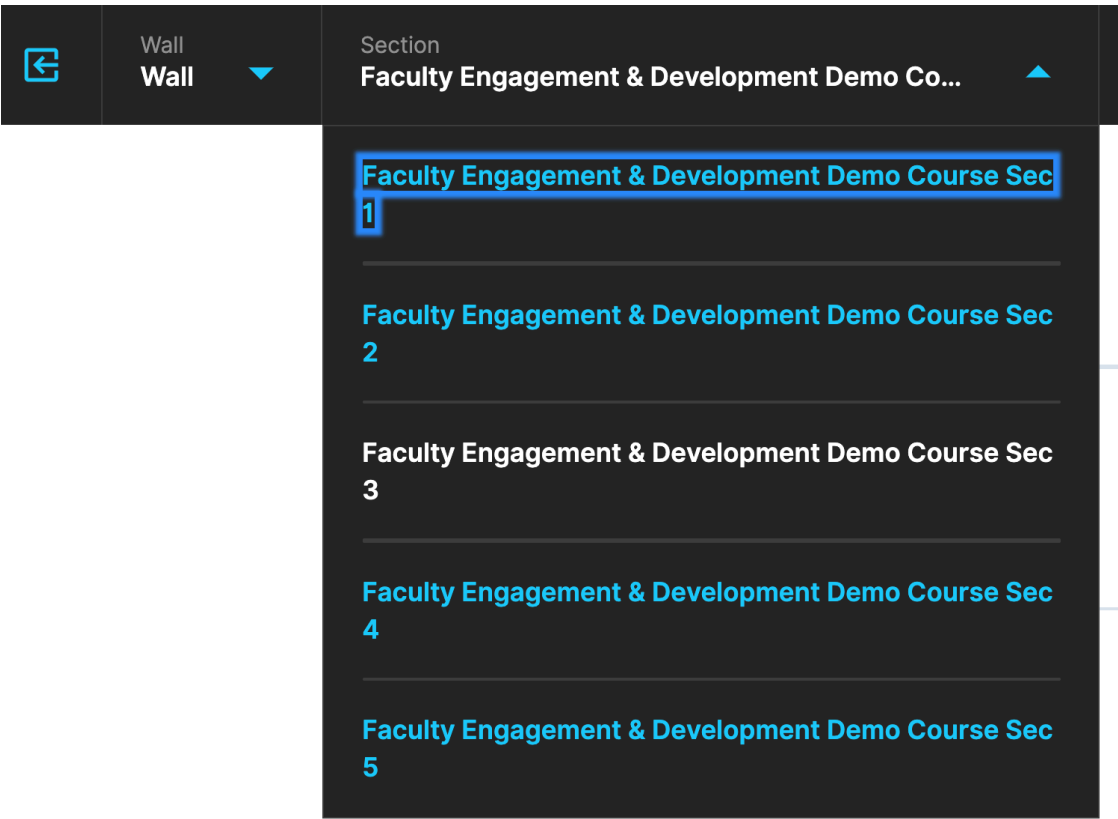 Wall
Wall
Section
Faculty Engagement & Development Demo Co...
Faculty Engagement & Development Demo Course Sec
1
Faculty Engagement & Development Demo Course Sec
2
Faculty Engagement & Development Demo Course Sec
3
Faculty Engagement & Development Demo Course Sec
4
Faculty Engagement & Development Demo Course Sec
5